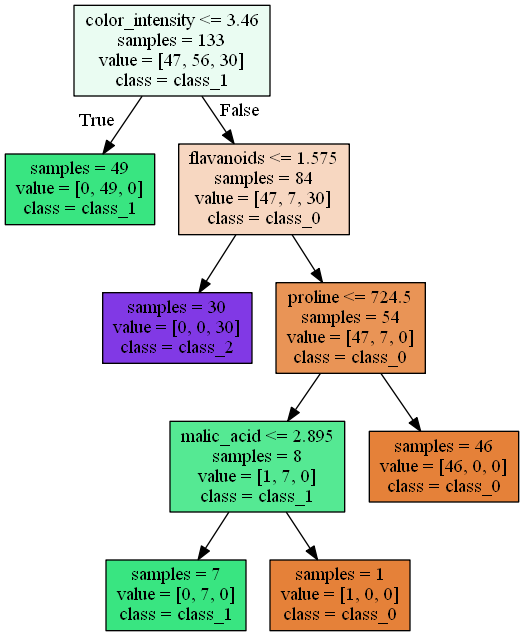 color_intensity <= 3.46
samples = 133
value = [47, 56, 30]
class = class_1
True
False
samples = 49
value = [0, 49, 0]
class = class_1
flavanoids <= 1.575
samples = 84
value = [47, 7, 30]
class = class_0
samples = 30
value = [0, 0, 30]
class = class_2
proline <= 724.5
samples = 54
value = [47, 7, 0]
class = class_0
malic_acid <= 2.895
samples = 8
value = [1, 7, 0]
class = class_1
samples = 46
value = [46, 0, 0]
class = class_0
samples = 7
value = [0, 7, 0]
class = class_1
samples = 1
value = [1, 0, 0]
class = class_0